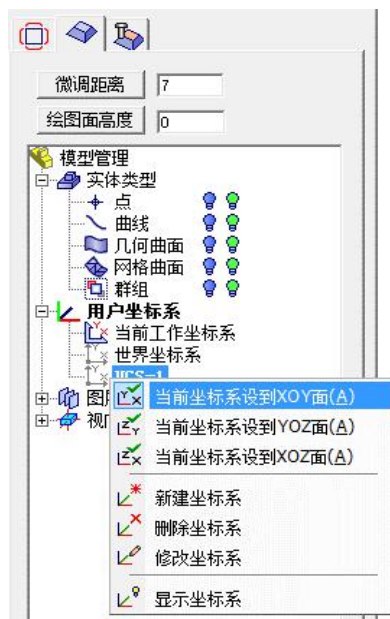 微调距离 7
绘图面高度 0
模型管理
实体类型
点
曲线
几何曲面
网格曲面
群组
用户坐标系
当前工作坐标系
世界坐标系
当前坐标系设到XOY面(A)
当前坐标系设到YOZ面(A)
当前坐标系设到XOZ面(A)
新建坐标系
删除坐标系
修改坐标系
显示坐标系